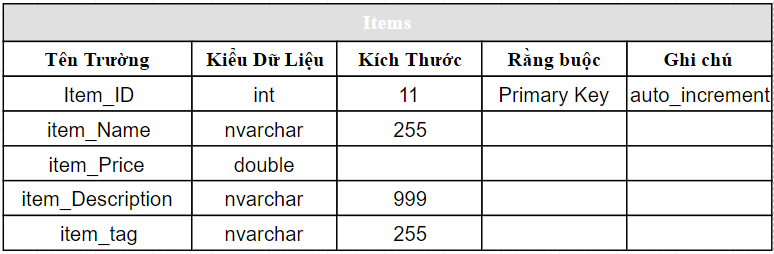 Items
Tên Trường Kiểu Dữ Liệu Kích Thước Rằng buộc Ghi chú
Item_ID int 11 Primary Key auto_increment
item_Name nvarchar 255
item_Price double
item_Description nvarchar 999
item_tag nvarchar 255